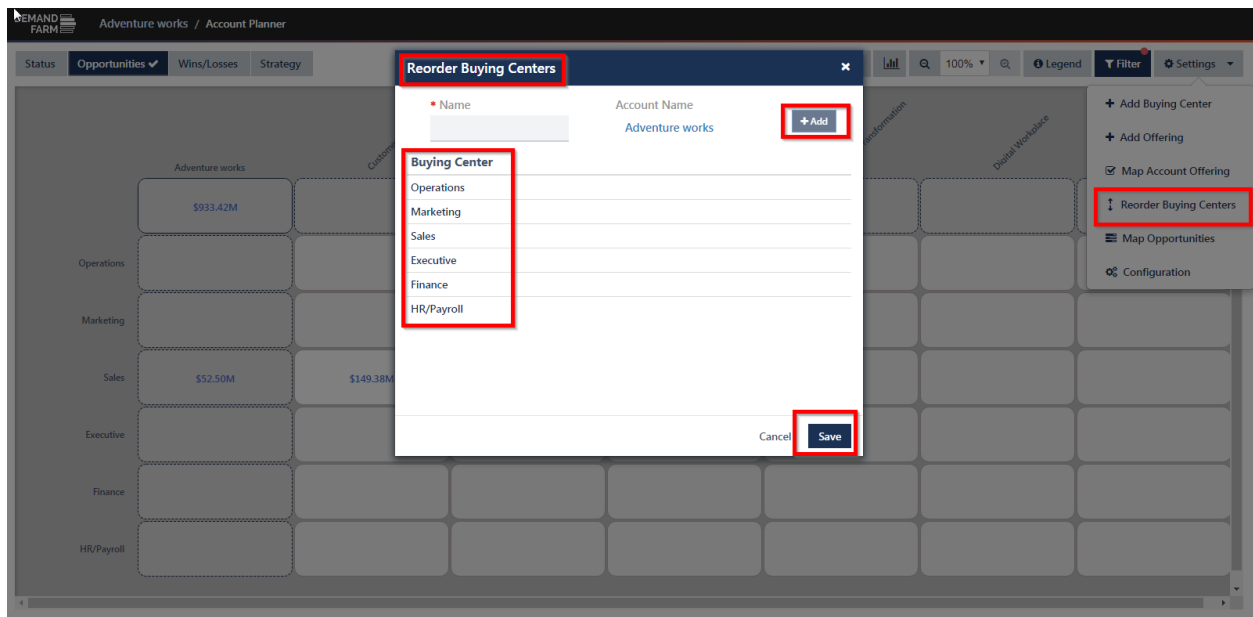 DEMAND
FARM
Adventure works / Account Planner
Status Opportunities Wins/Losses Strategy
100%
Legend
Filter
Settings
Reorder Buying Centers
* Name
Account Name
Adventure works
+ Add
Buying Center
Operations
Marketing
Sales
Executive
Finance
HR/Payroll
Cancel
Save
+ Add Buying Center
+ Add Offering
Map Account Offering
Reorder Buying Centers
Map Opportunities
Configuration
Adventure works
Digital Workplace
$933.42M
Operations
Marketing
Sales $52.50M $149.38M
Executive
Finance
HR/Payroll